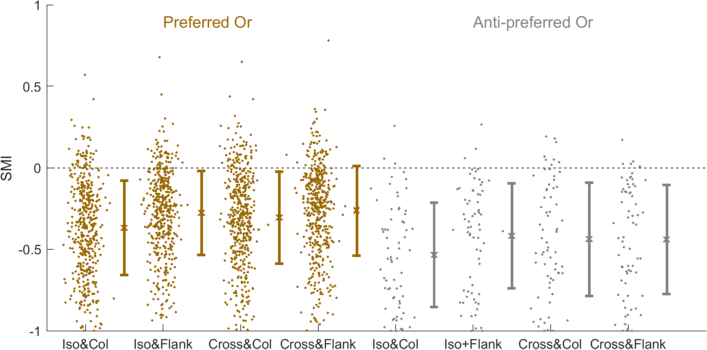 Preferred Or
Anti-preferred Or
SMI
1
0.5
0
-0.5
-1
Iso&Col
Iso&Flank
Cross&Col
Cross&Flank
Iso&Col
Iso+Flank
Cross&Col
Cross&Flank